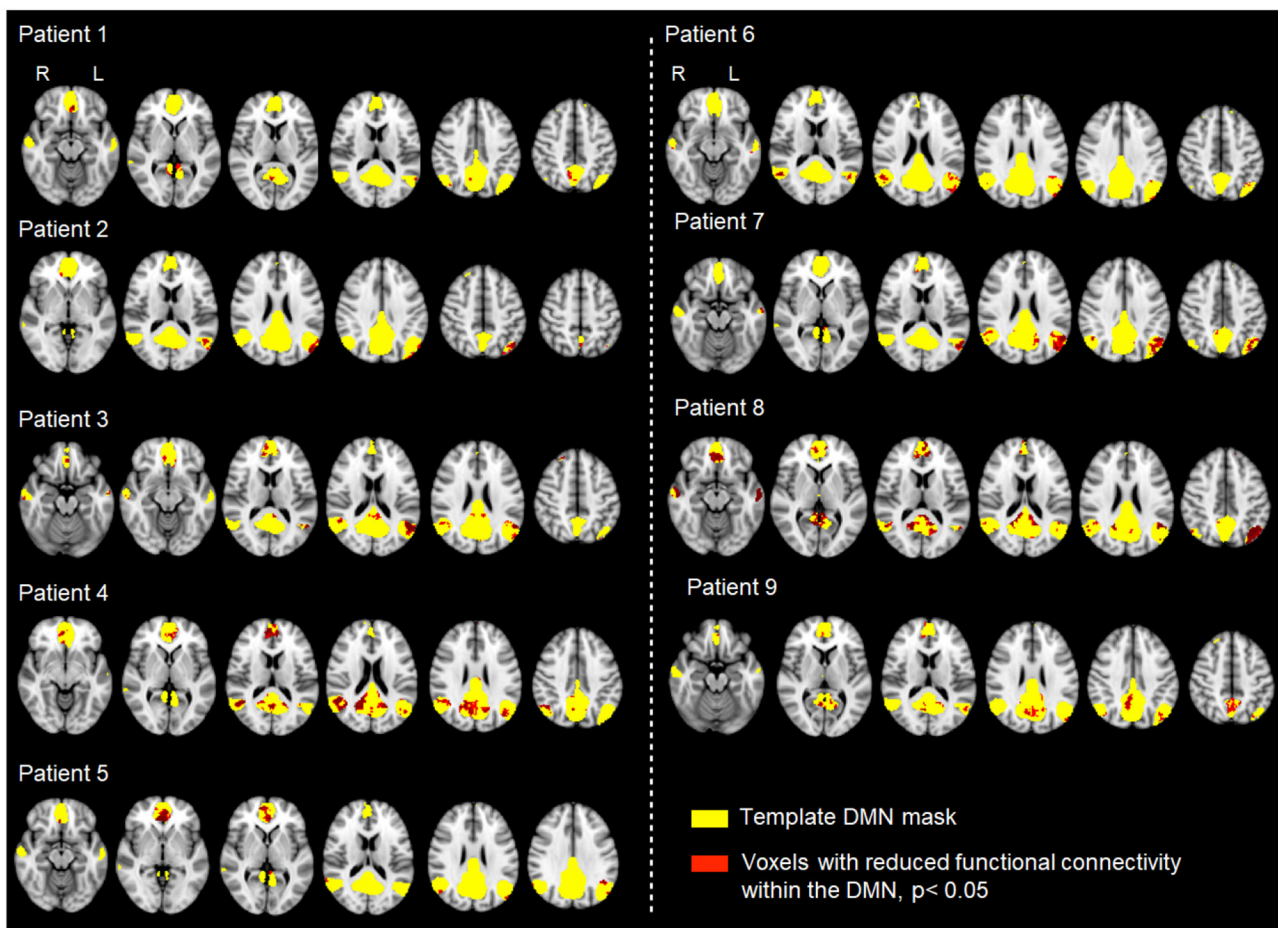 Patient 1
R L
Patient 2
Patient 3
Patient 4
Patient 5
Patient 6
R L
Patient 7
Patient 8
Patient 9
Template DMN mask
Voxels with reduced functional connectivity
within the DMN, p< 0.05